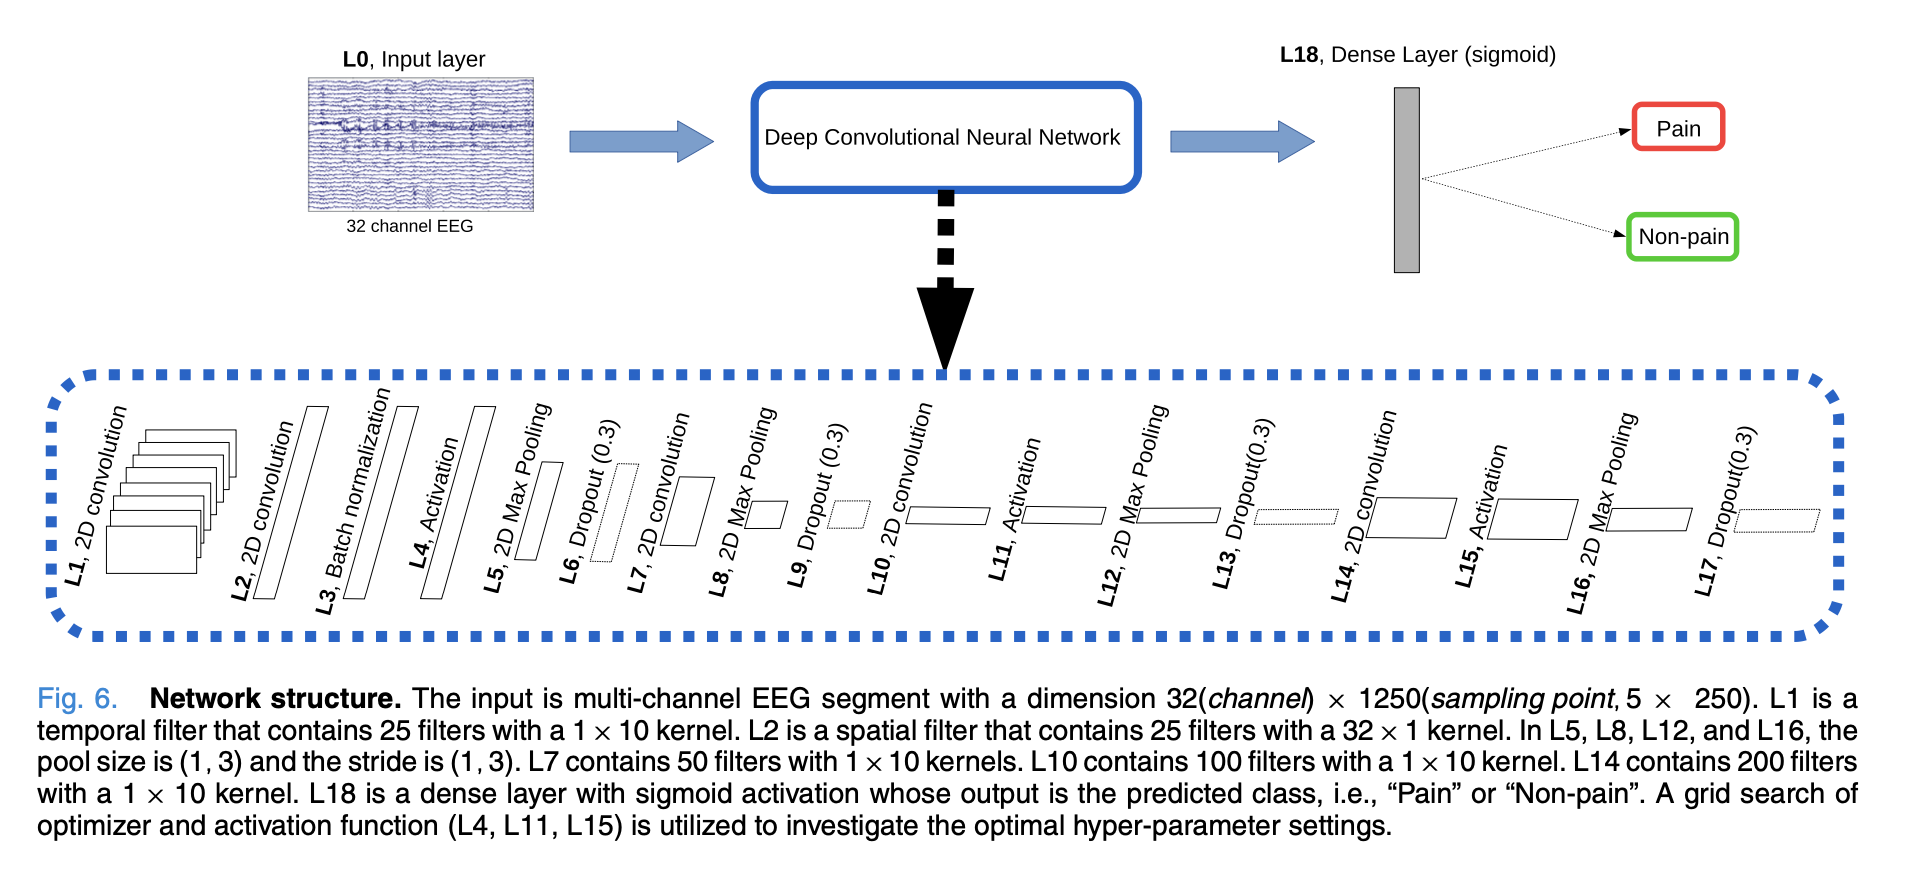 L0, Input layer
32 channel EEG
Deep Convolutional Neural Network
L18, Dense Layer (sigmoid)
Pain
Non-pain
L1, 2D convolution
L2, 2D convolution
L3, Batch normalization
L4, Activation
L5, 2D Max Pooling
L6, Dropout (0.3)
L7, 2D convolution
L8, 2D Max Pooling
L9, Dropout (0.3)
L10, 2D convolution
L11, Activation
L12, 2D Max Pooling
L13, Dropout(0.3)
L14, 2D convolution
L15, Activation
L16, 2D Max Pooling
L17, Dropout(0.3)
Fig. 6. Network structure. The input is multi-channel EEG segment with a dimension 32(channel) × 1250(sampling point, 5 × 250). L1 is a
temporal filter that contains 25 filters with a 1 × 10 kernel. L2 is a spatial filter that contains 25 filters with a 32 × 1 kernel. In L5, L8, L12, and L16, the
pool size is (1, 3) and the stride is (1, 3). L7 contains 50 filters with 1 × 10 kernels. L10 contains 100 filters with a 1 × 10 kernel. L14 contains 200 filters
with a 1 × 10 kernel. L18 is a dense layer with sigmoid activation whose output is the predicted class, i.e., “Pain” or “Non-pain”. A grid search of
optimizer and activation function (L4, L11, L15) is utilized to investigate the optimal hyper-parameter settings.